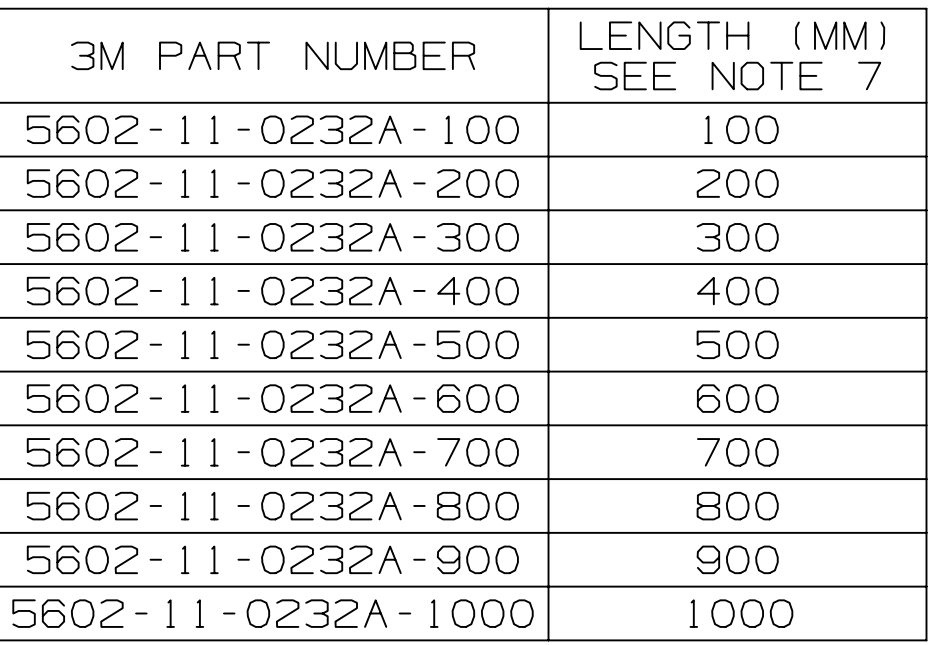 3M PART NUMBER
LENGTH (MM)
SEE NOTE 7
5602-11-0232A-100 100
5602-11-0232A-200 200
5602-11-0232A-300 300
5602-11-0232A-400 400
5602-11-0232A-500 500
5602-11-0232A-600 600
5602-11-0232A-700 700
5602-11-0232A-800 800
5602-11-0232A-900 900
5602-11-0232A-1000 1000